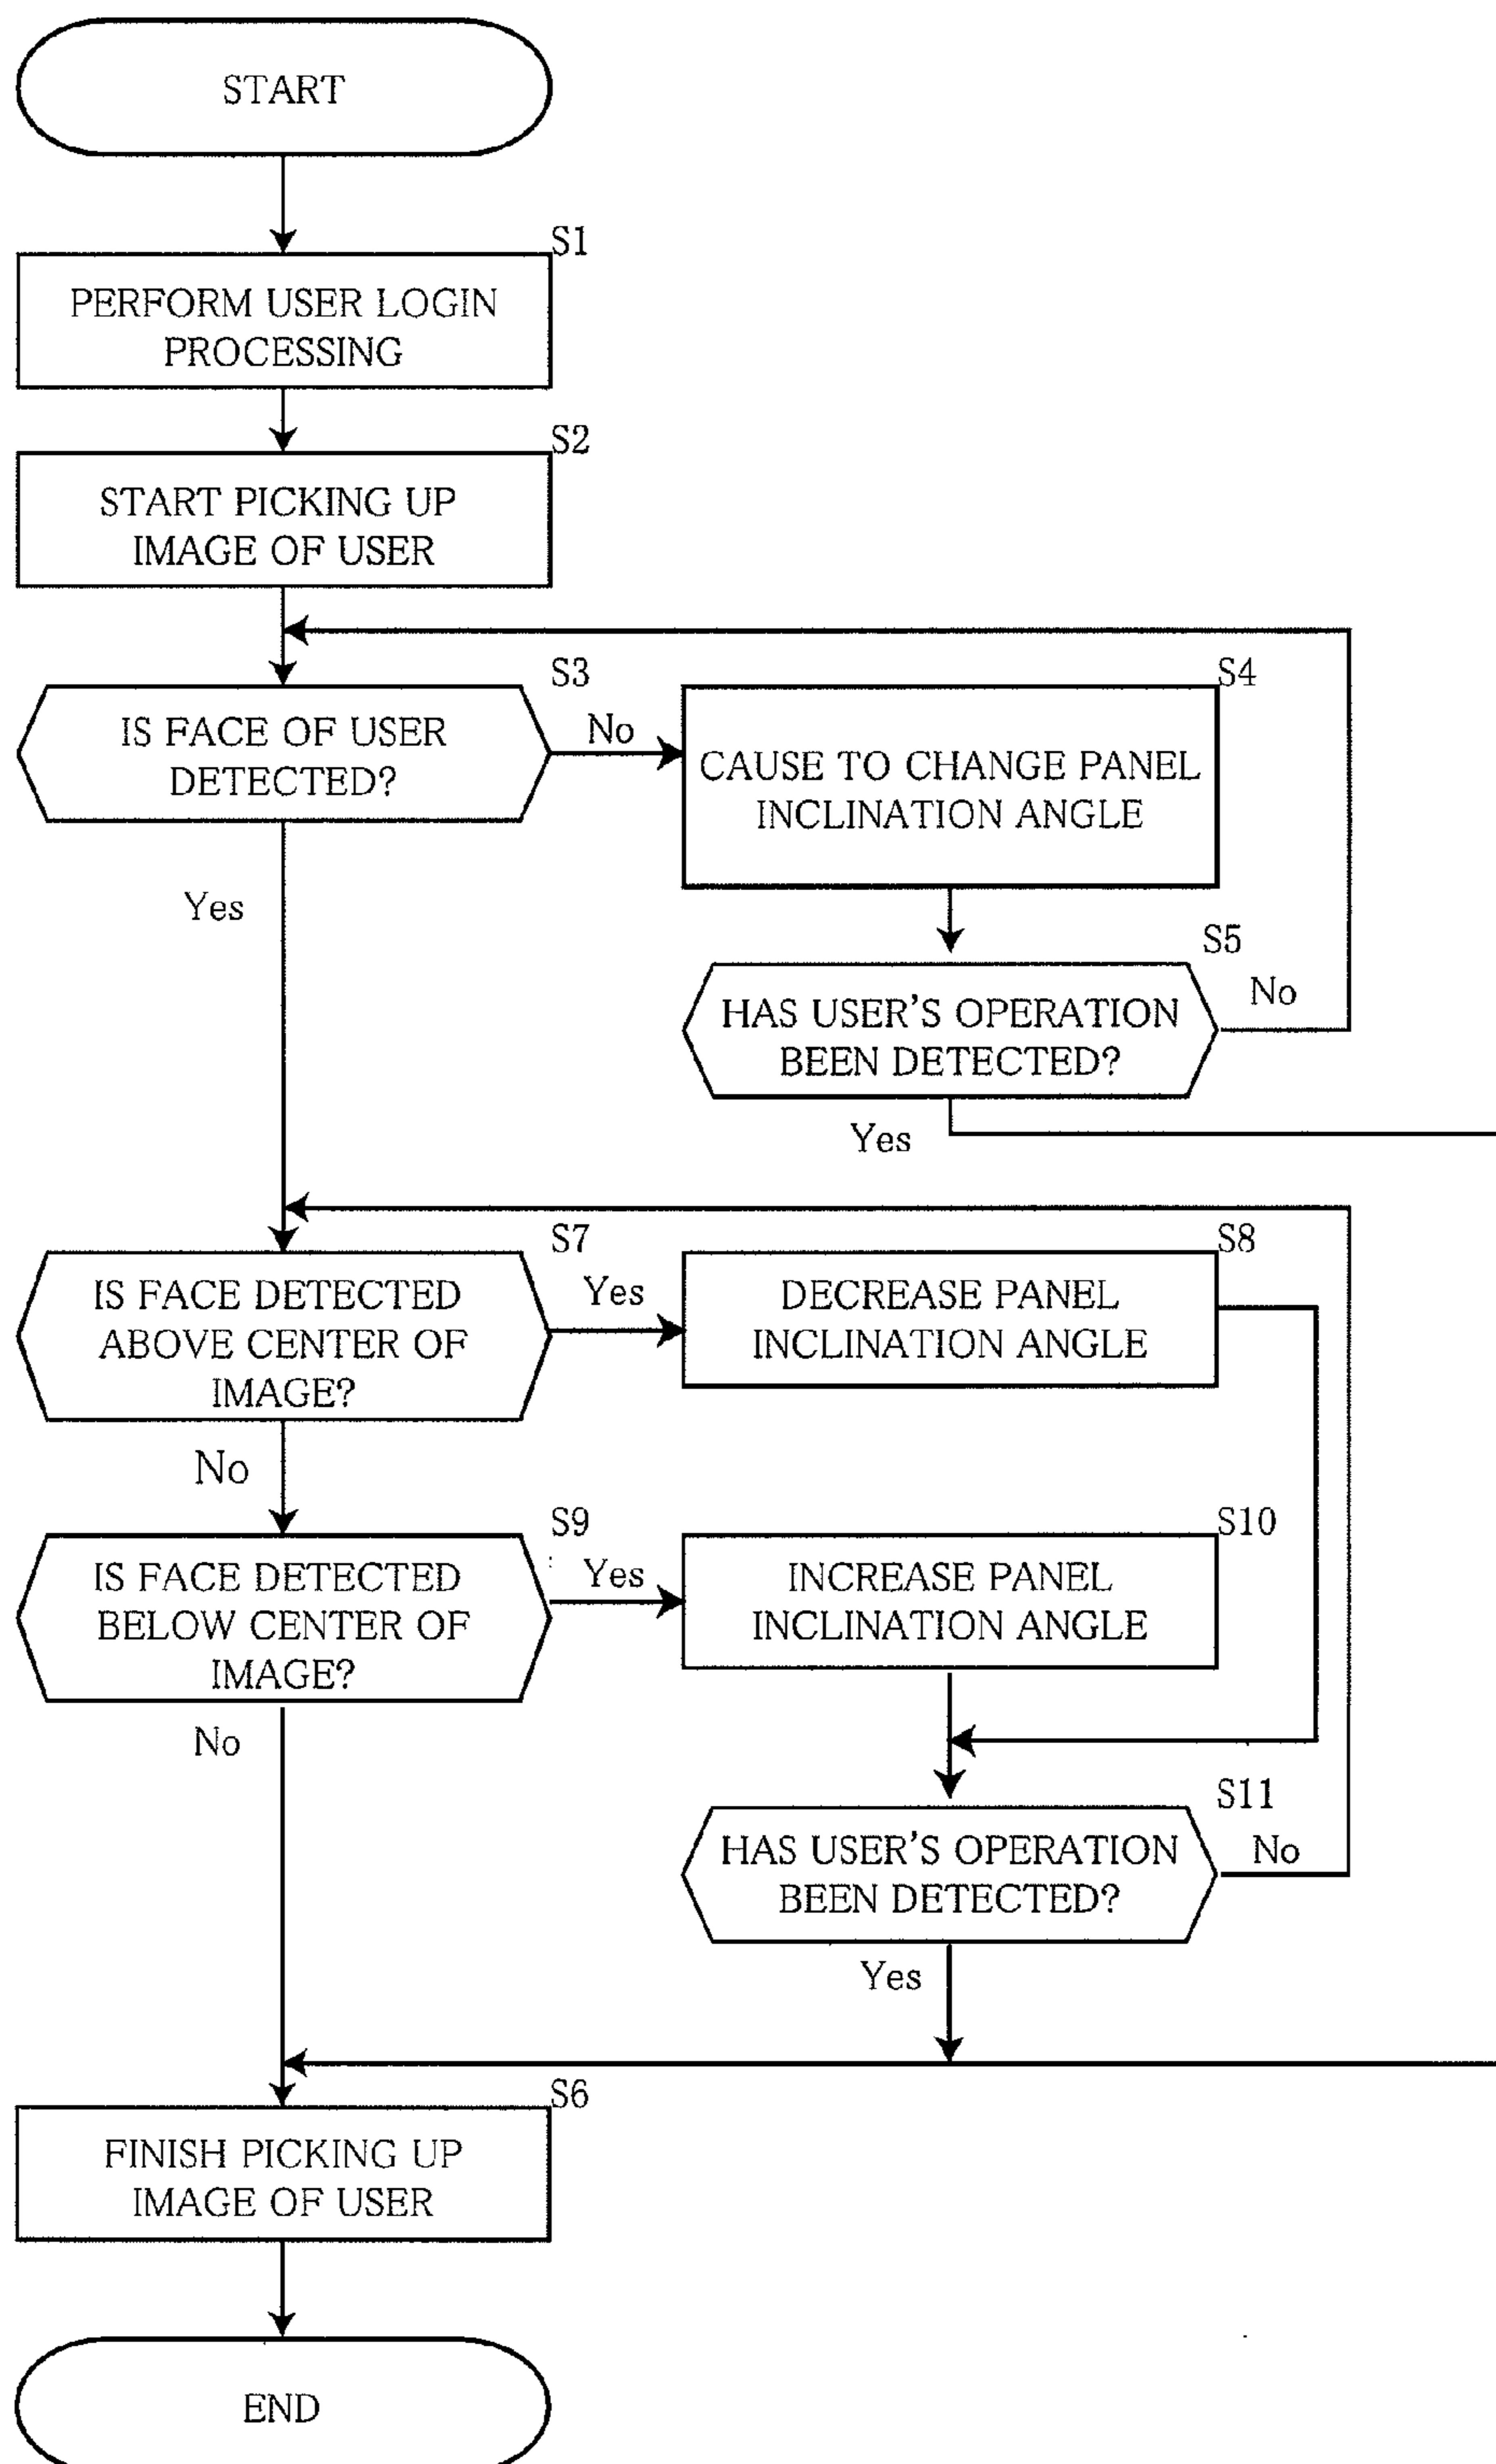 START
S1
PERFORM USER LOGIN
PROCESSING
S2
START PICKING UP
IMAGE OF USER
S3
IS FACE OF USER
DETECTED?
No
S4
CAUSE TO CHANGE PANEL
INCLINATION ANGLE
Yes
S5
HAS USER'S OPERATION
BEEN DETECTED?
No
Yes
S7
IS FACE DETECTED
ABOVE CENTER OF
IMAGE?
Yes
S8
DECREASE PANEL
INCLINATION ANGLE
No
S9
IS FACE DETECTED
BELOW CENTER OF
IMAGE?
Yes
S10
INCREASE PANEL
INCLINATION ANGLE
No
S11
HAS USER'S OPERATION
BEEN DETECTED?
No
Yes
S6
FINISH PICKING UP
IMAGE OF USER
END